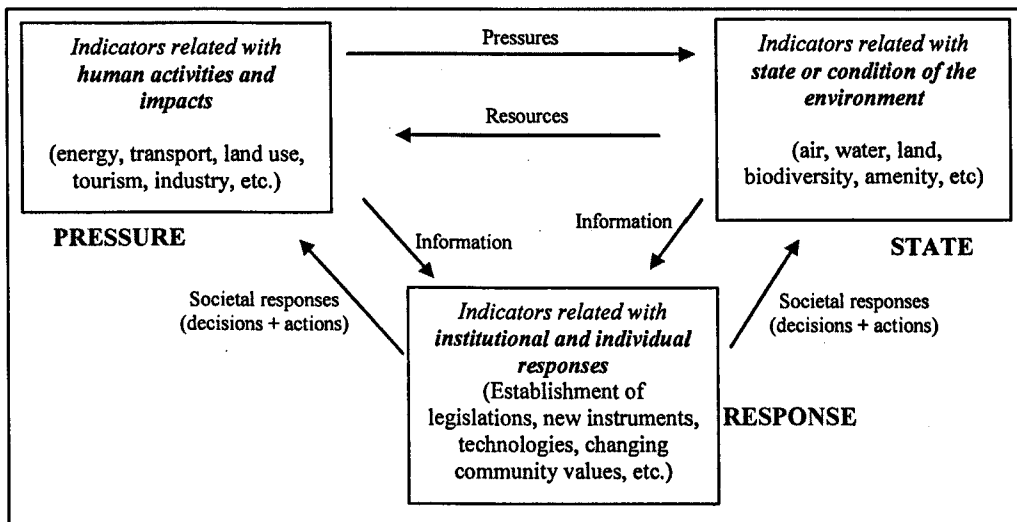 Indicators related with
human activities and
impacts
(energy, transport, land use,
tourism, industry, etc.)
PRESSURE
Pressures
Resources
Indicators related with
state or condition of the
environment
(air, water, land,
biodiversity, amenity, etc)
STATE
Information
Information
Societal responses
(decisions + actions)
Societal responses
(decisions + actions)
Indicators related with
institutional and individual
responses
(Establishment of
legislations, new instruments,
technologies, changing
community values, etc.)
RESPONSE